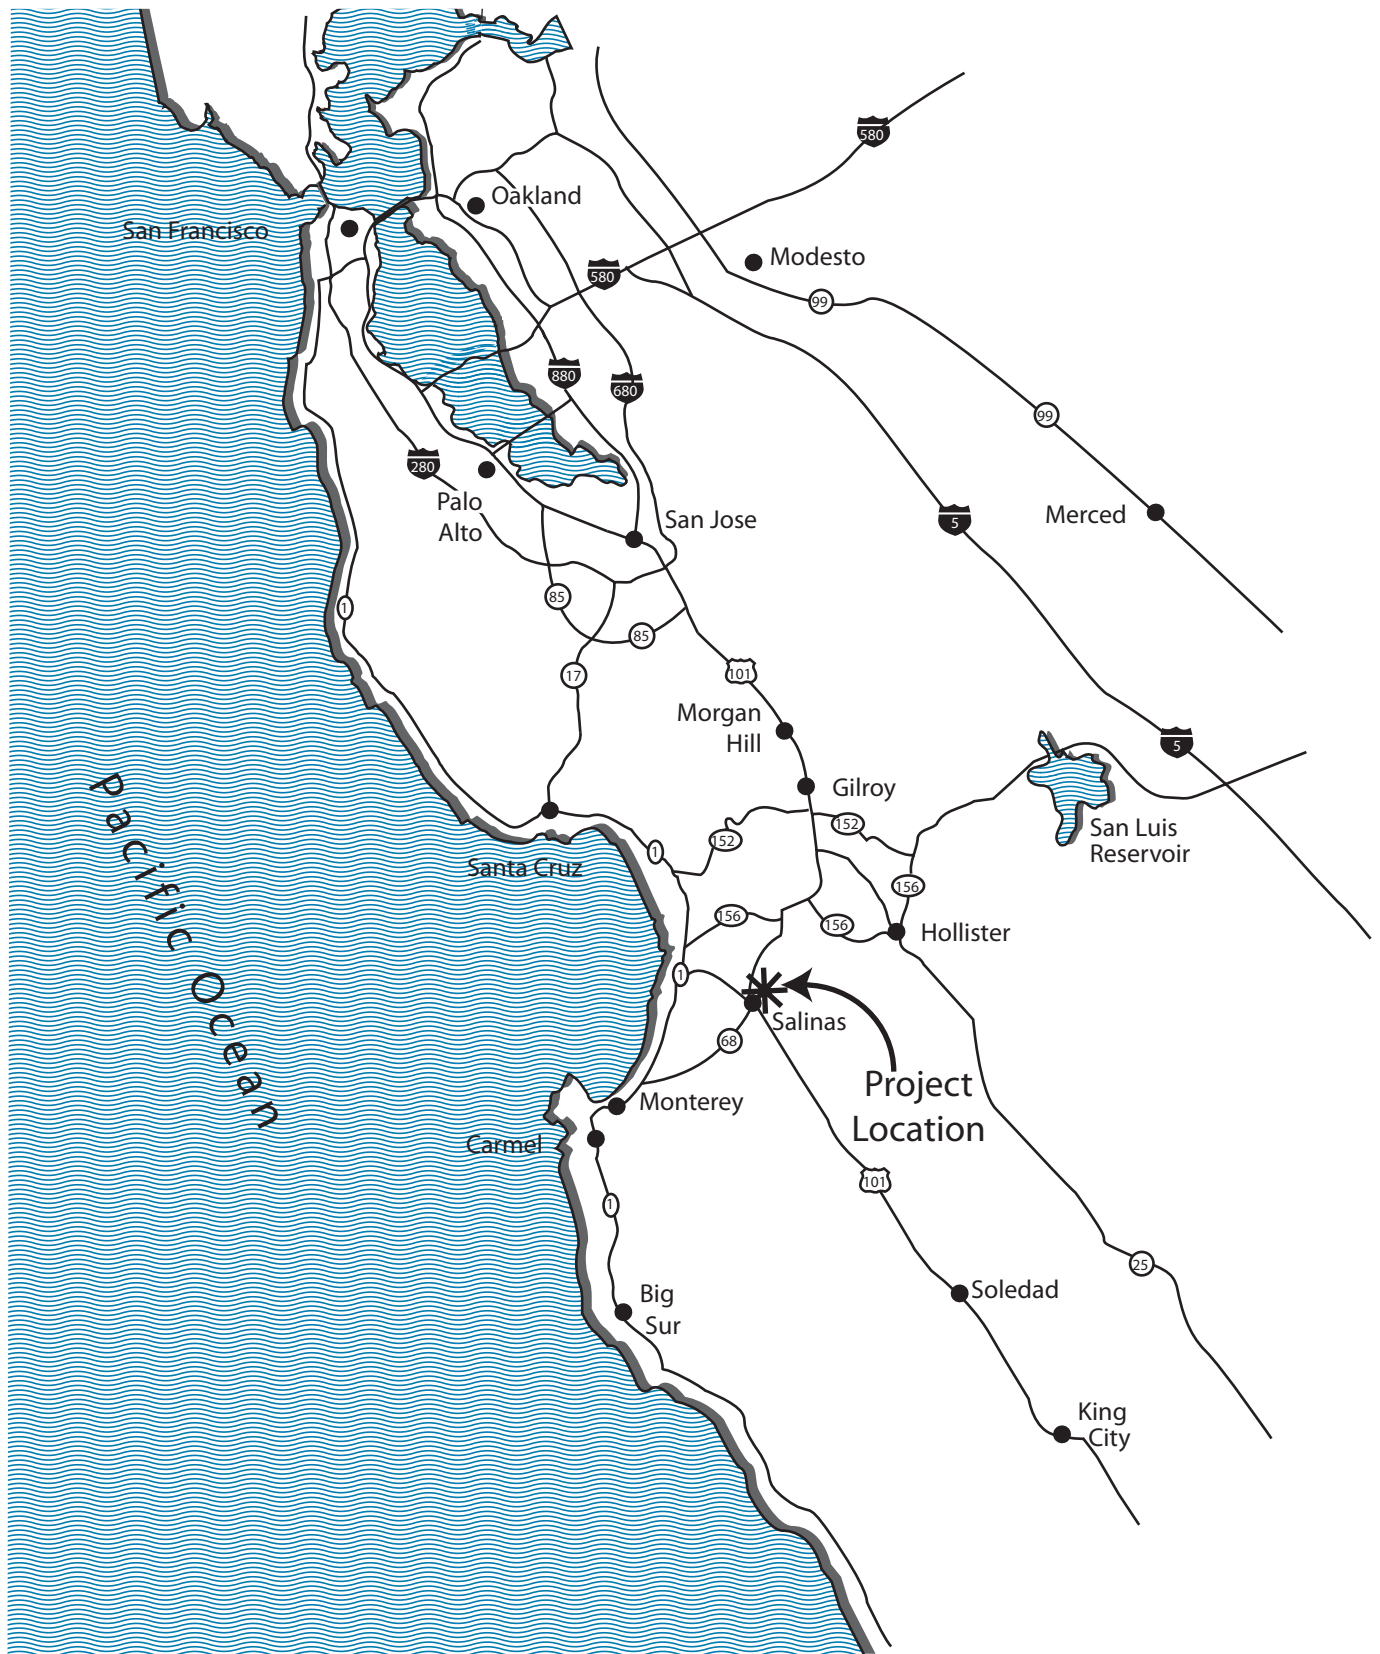 580
Oakland
San Francisco
Modesto
580
99
880
680
99
280
Palo
Alto
San Jose
5
Merced
85
1
85
17
101
Morgan
Hill
5
Gilroy
152
San Luis
Reservoir
152
1
Santa Cruz
156
156
156
Hollister
Pacific Ocean
1
Salinas
68
Project
Location
Monterey
Carmel
101
1
25
Soledad
Big
Sur
King
City